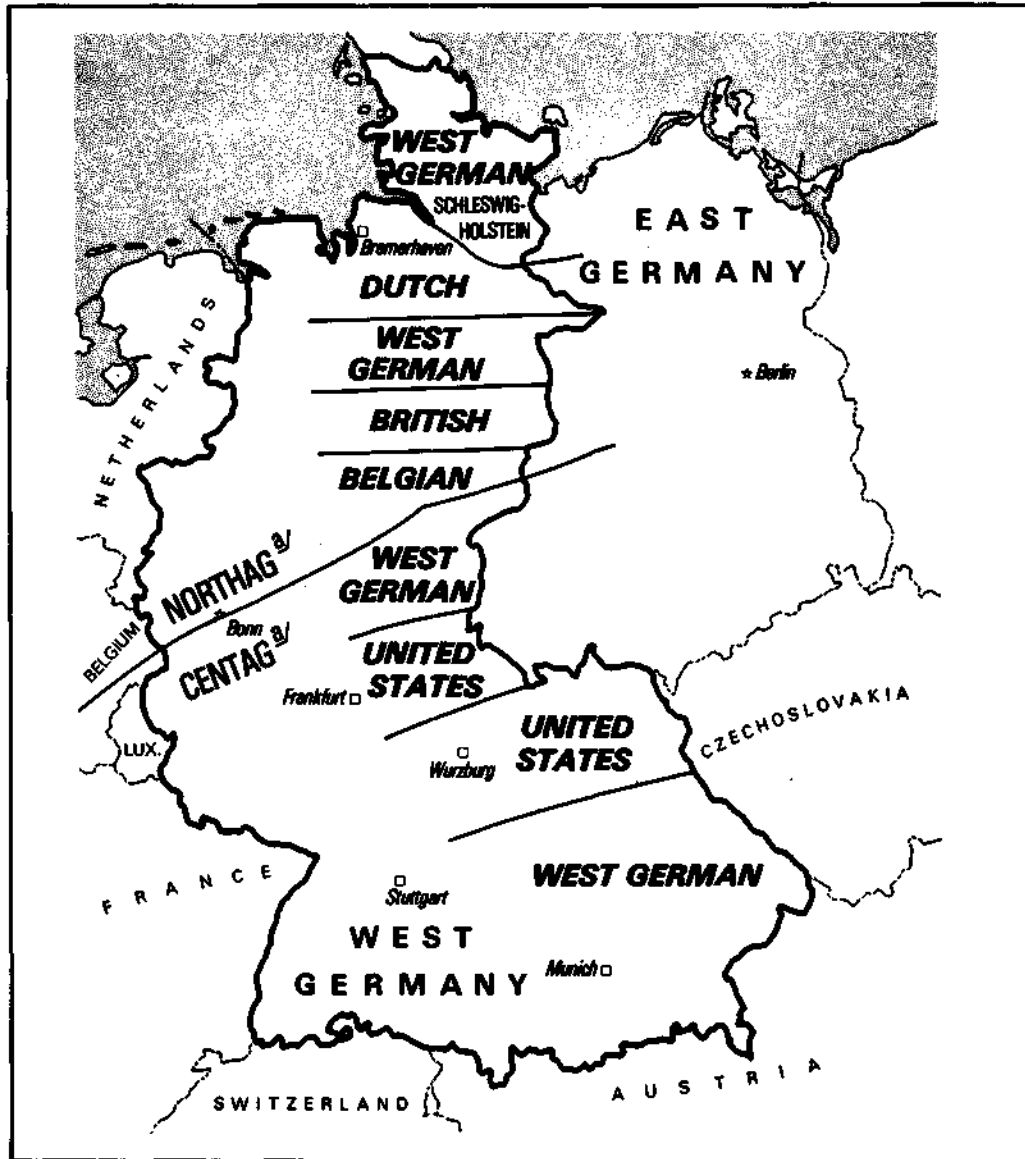 WEST
GERMAN
SCHLESWIG-
HOLSTEIN
EAST
GERMANY
Bremerhaven
DUTCH
NETHERLANDS
WEST
GERMAN
Berlin
BRITISH
BELGIAN
NORTHAG a/
WEST
GERMAN
BELGIUM
Bonn
CENTAG a/
UNITED
STATES
Frankfurt
CZECHOSLOVAKIA
UNITED
STATES
LUX.
Wurzburg
FRANCE
WEST GERMAN
Stuttgart
WEST
GERMANY
Munich
AUSTRIA
SWITZERLAND